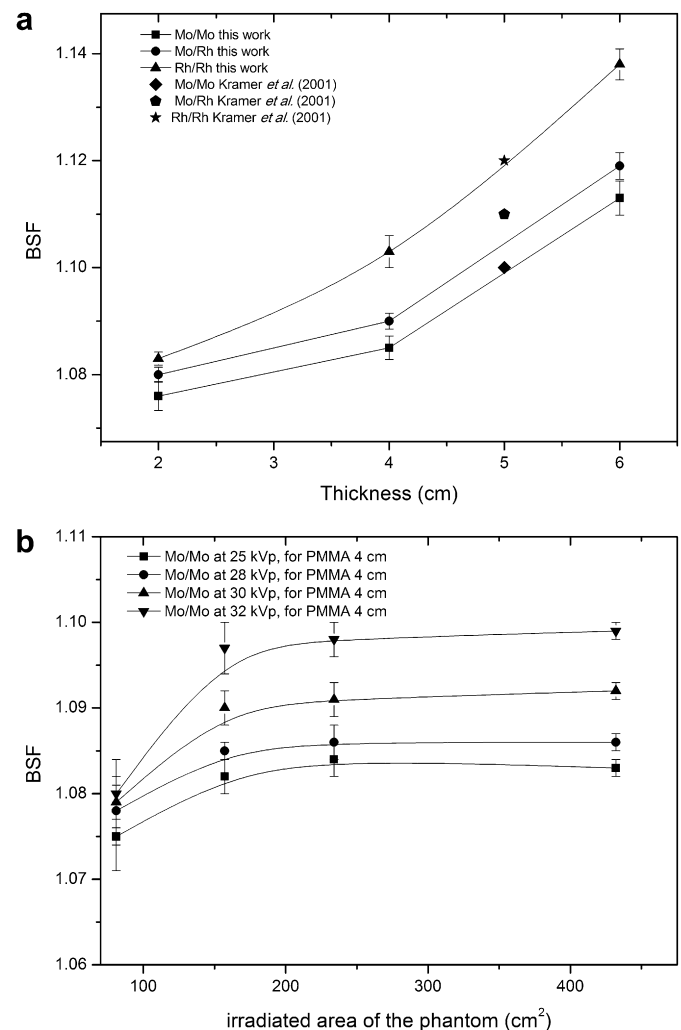 a
BSF
1.14
1.12
1.10
1.08
Mo/Mo this work
Mo/Rh this work
Rh/Rh this work
Mo/Mo Kramer et al. (2001)
Mo/Rh Kramer et al. (2001)
Rh/Rh Kramer et al. (2001)
2 3 4 5 6
Thickness (cm)
b
BSF
1.11
1.10
1.09
1.08
1.07
1.06
Mo/Mo at 25 kVp, for PMMA 4 cm
Mo/Mo at 28 kVp, for PMMA 4 cm
Mo/Mo at 30 kVp, for PMMA 4 cm
Mo/Mo at 32 kVp, for PMMA 4 cm
100 200 300 400
irradiated area of the phantom (cm²)